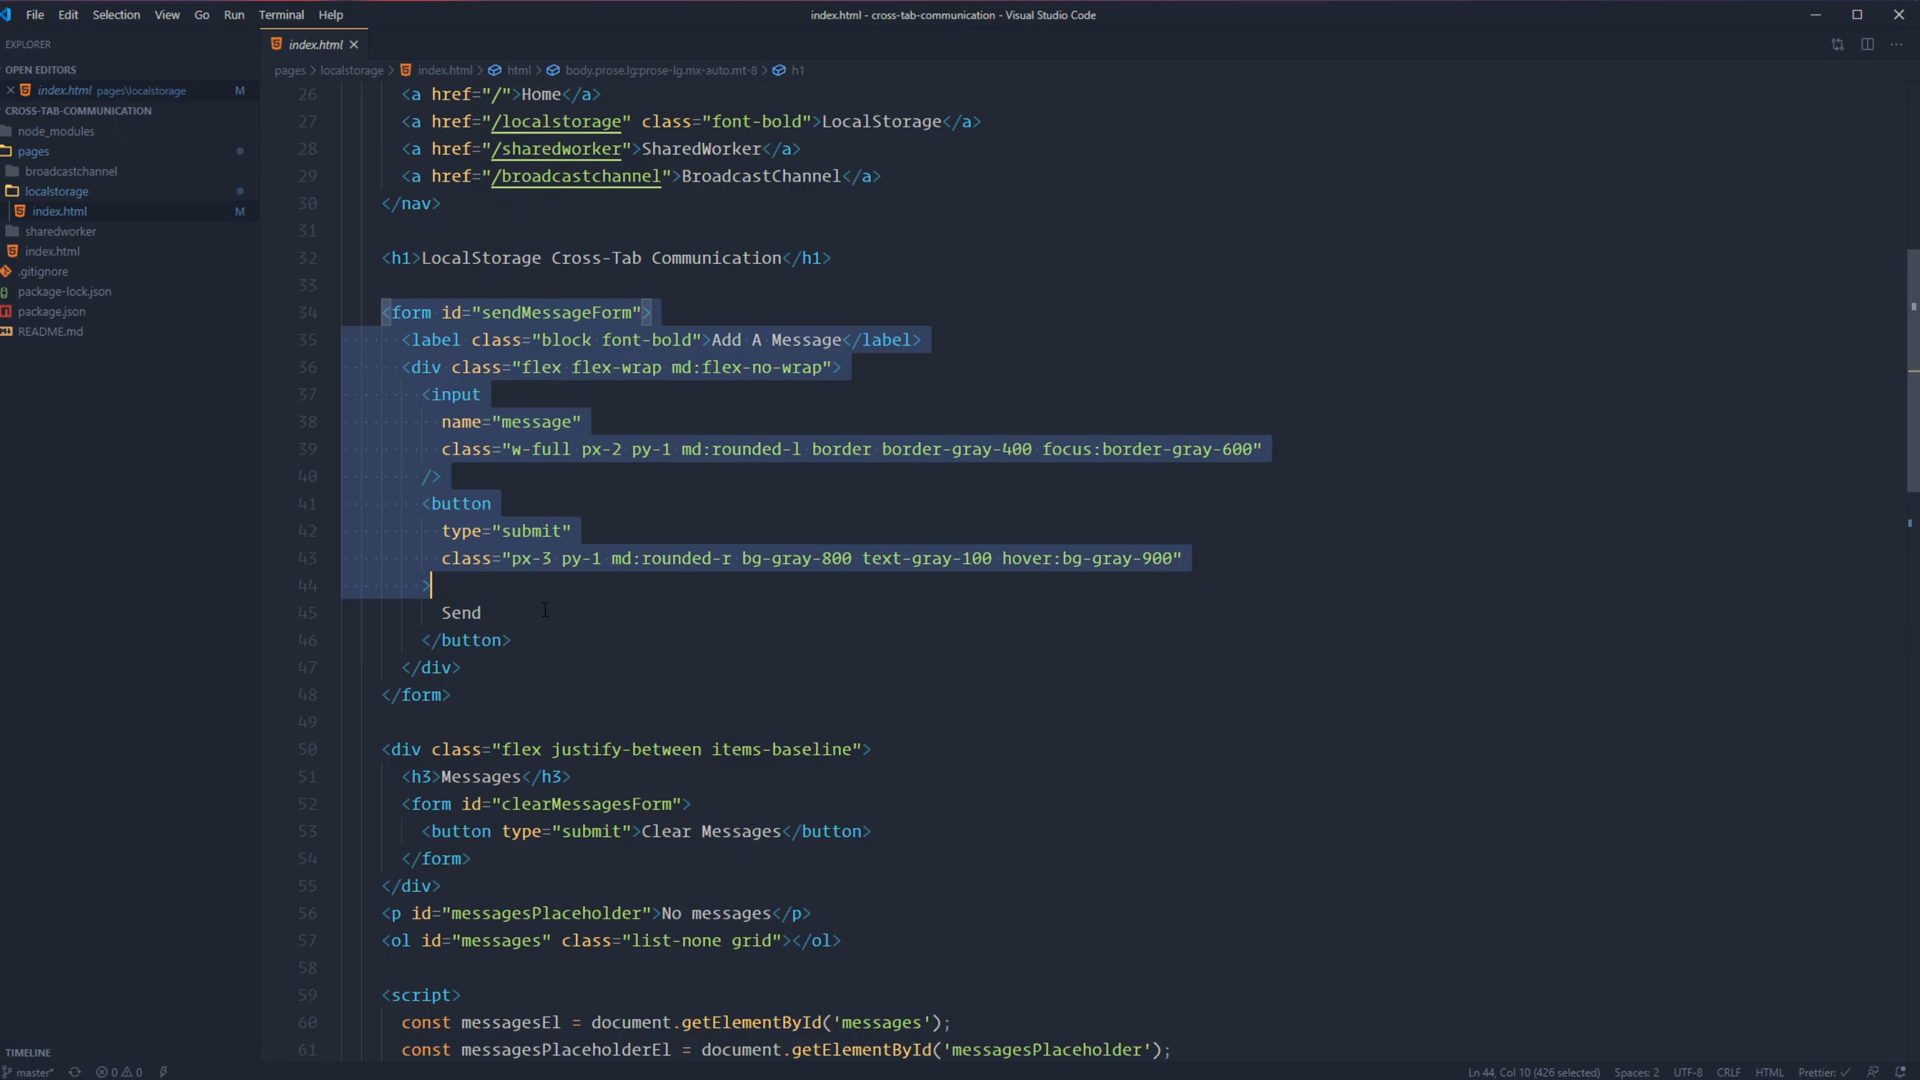 File Edit Selection View Go Run Terminal Help
index.html - cross-tab-communication - Visual Studio Code
EXPLORER
OPEN EDITORS
index.html pages\localstorage M
CROSS-TAB-COMMUNICATION
node_modules
pages
broadcastchannel
localstorage
index.html M
sharedworker
index.html
.gitignore
package-lock.json
package.json
README.md
TIMELINE
index.html
pages > localstorage > index.html > html > body.prose.lg:prose-lg.mx-auto.mt-8 > h1
26 <a href="/">Home</a>
27 <a href="/localstorage" class="font-bold">LocalStorage</a>
28 <a href="/sharedworker">SharedWorker</a>
29 <a href="/broadcastchannel">BroadcastChannel</a>
30 </nav>
31
32 <h1>LocalStorage Cross-Tab Communication</h1>
33
34 <form id="sendMessageForm">
35 <label class="block font-bold">Add A Message</label>
36 <div class="flex flex-wrap md:flex-no-wrap">
37 <input
38 name="message"
39 class="w-full px-2 py-1 md:rounded-l border border-gray-400 focus:border-gray-600"
40 />
41 <button
42 type="submit"
43 class="px-3 py-1 md:rounded-r bg-gray-800 text-gray-100 hover:bg-gray-900"
44 >
45 Send
46 </button>
47 </div>
48 </form>
49
50 <div class="flex justify-between items-baseline">
51 <h3>Messages</h3>
52 <form id="clearMessagesForm">
53 <button type="submit">Clear Messages</button>
54 </form>
55 </div>
56 <p id="messagesPlaceholder">No messages</p>
57 <ol id="messages" class="list-none grid"></ol>
58
59 <script>
60 const messagesEl = document.getElementById('messages');
61 const messagesPlaceholderEl = document.getElementById('messagesPlaceholder');
master* 0 0 Ln 44, Col 10 (426 selected) Spaces: 2 UTF-8 CRLF HTML Prettier: ✓